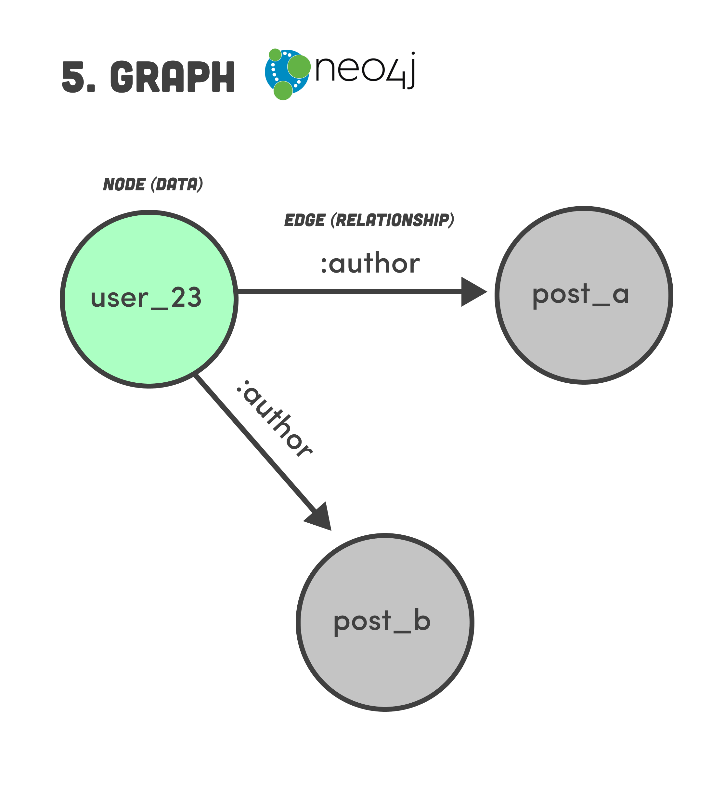 5. GRAPH neo4j
NODE (DATA)
EDGE (RELATIONSHIP)
:author
user_23
post_a
:author
post_b